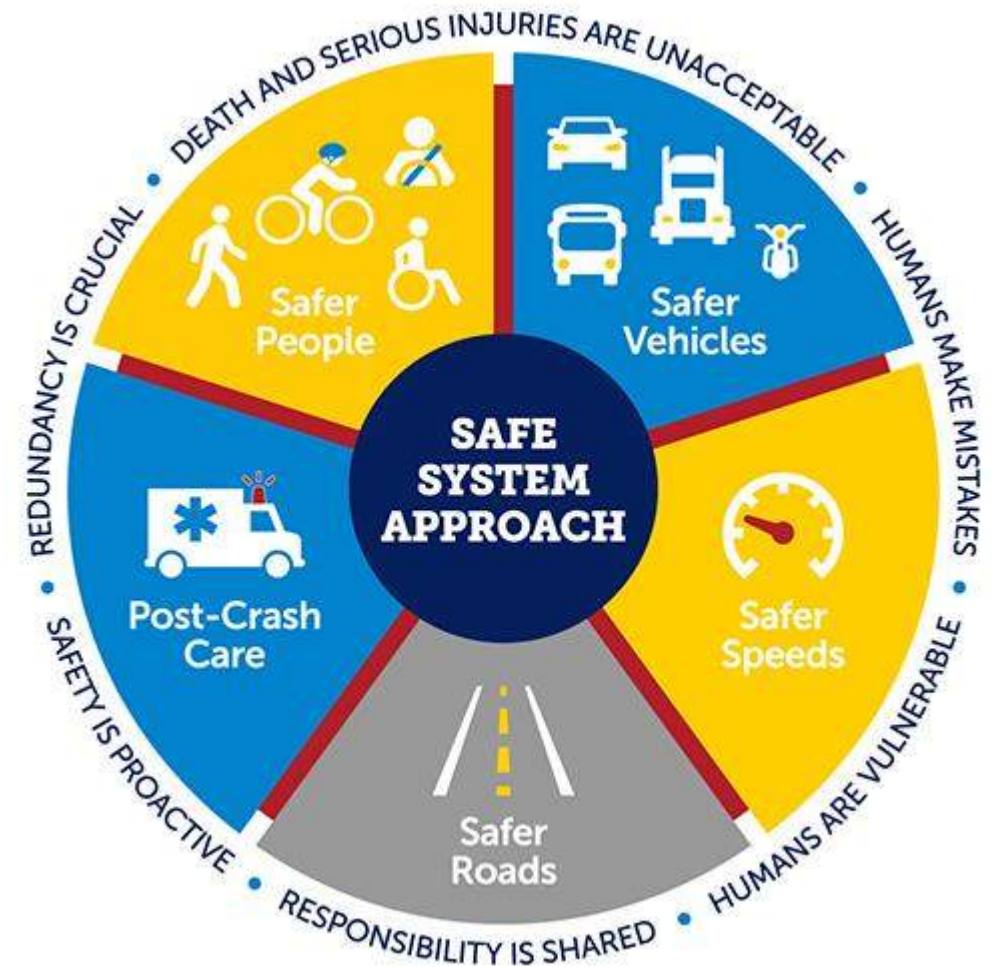 DEATH AND SERIOUS INJURIES ARE UNACCEPTABLE
HUMANS MAKE MISTAKES
HUMANS ARE VULNERABLE
RESPONSIBILITY IS SHARED
SAFETY IS PROACTIVE
REDUNDANCY IS CRUCIAL
Safer
People
Safer
Vehicles
SAFE
SYSTEM
APPROACH
Post-Crash
Care
Safer
Speeds
Safer
Roads